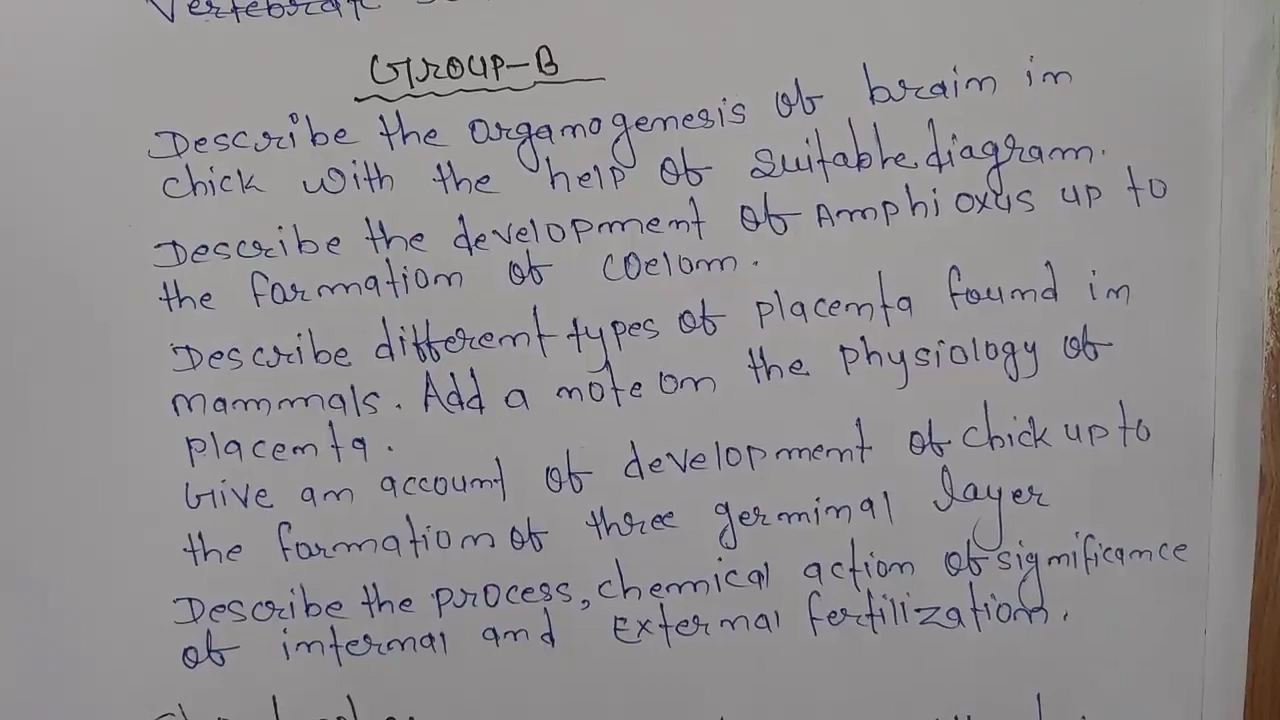 Vertebrat
Group-B
Describe the organogenesis of brain in
chick with the help of suitable diagram.
Describe the development of Amphioxus up to
the formation of coelom.
Describe different types of placenta found in
mammals. Add a note on the physiology of
placenta.
Give an account of development of chick up to
the formation of three germinal layer
Describe the process, chemical action of significance
of internal and external fertilization.